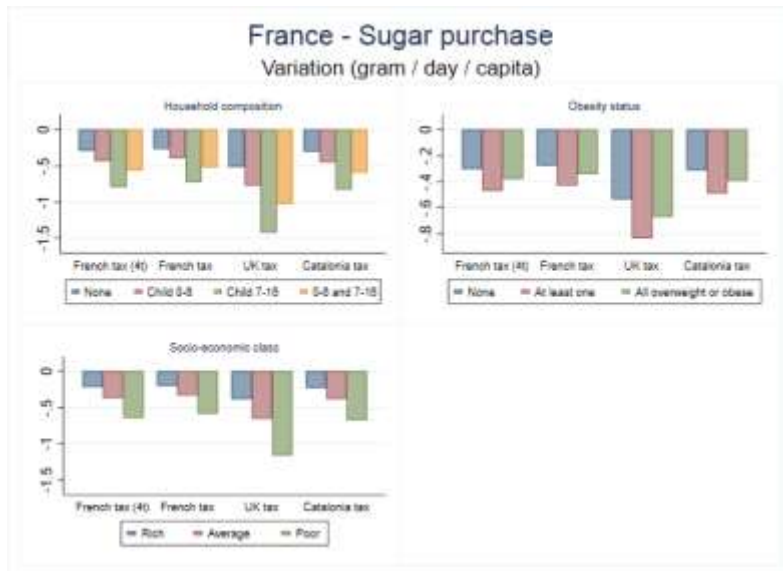 France - Sugar purchase
Variation (gram / day / capita)
Household composition
0
-.5
-1
-1.5
French tax (4t) French tax UK tax Catalonia tax
None Child 0-6 Child 7-18 0-6 and 7-18
Obesity status
0
-.2
-.4
-.6
-.8
French tax (4t) French tax UK tax Catalonia tax
None At least one All overweight or obese
Socio-economic class
0
-.5
-1
-1.5
French tax (4t) French tax UK tax Catalonia tax
Rich Average Poor